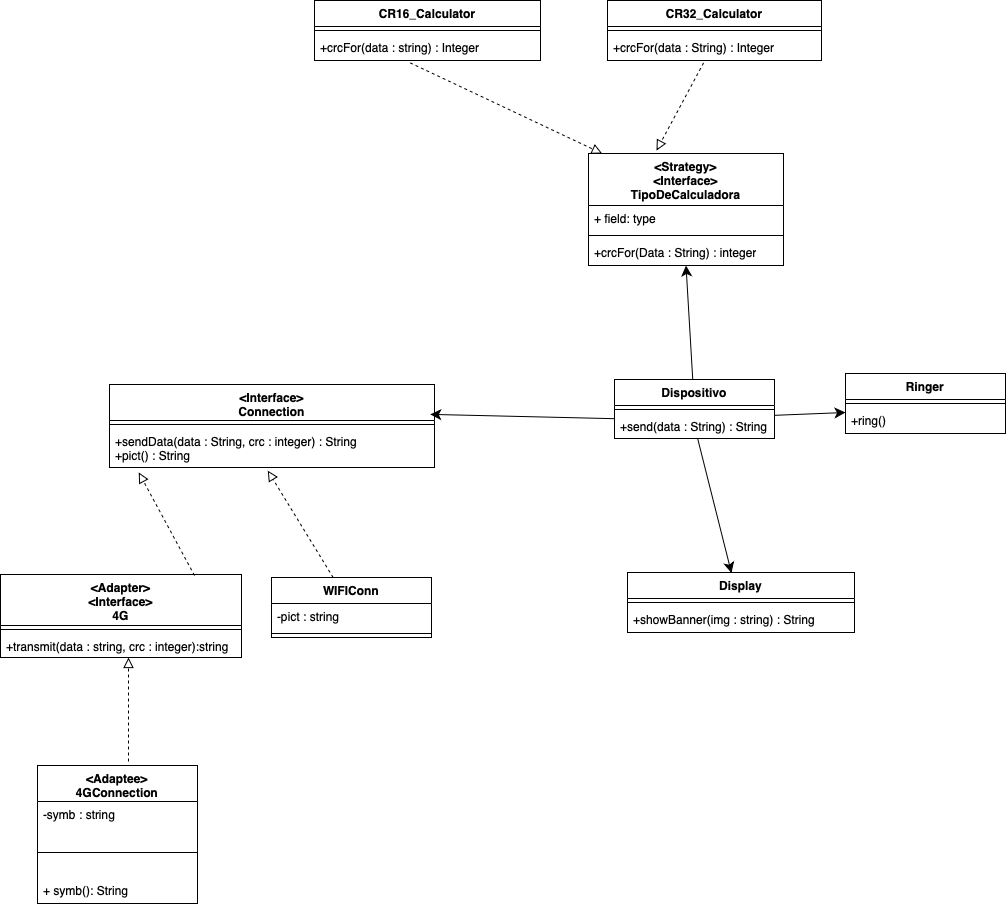 CR16_Calculator
+crcFor(data : string) : Integer
CR32_Calculator
+crcFor(data : String) : Integer
<Strategy>
<Interface>
TipoDeCalculadora
+ field: type
+crcFor(Data : String) : integer
<Interface>
Connection
+sendData(data : String, crc : integer) : String
+pict() : String
Dispositivo
+send(data : String) : String
Ringer
+ring()
<Adapter>
<Interface>
4G
+transmit(data : string, crc : integer):string
WIFIConn
-pict : string
Display
+showBanner(img : string) : String
<Adaptee>
4GConnection
-symb : string
+ symb(): String